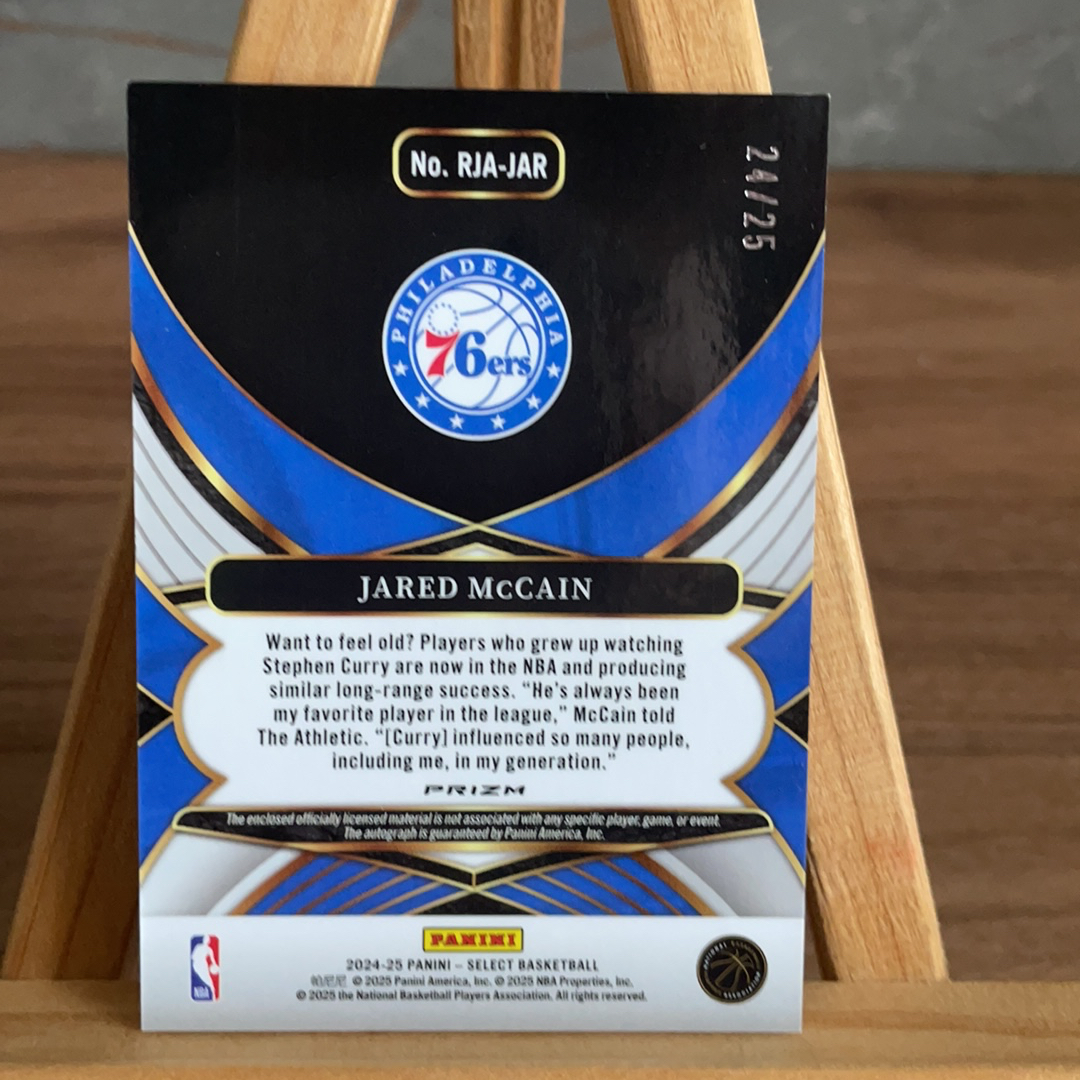 No. RJA-JAR
24/25
PHILADELPHIA
76ers
JARED McCAIN
Want to feel old? Players who grew up watching
Stephen Curry are now in the NBA and producing
similar long-range success. "He's always been
my favorite player in the league," McCain told
The Athletic. "[Curry] influenced so many people,
including me, in my generation."
PRIZM
The enclosed officially licensed material is not associated with any specific player, game, or event.
The autograph is guaranteed by Panini America, Inc.
PANINI
2024-25 PANINI – SELECT BASKETBALL
© 2025 Panini America, Inc. © 2025 NBA Properties, Inc.
© 2025 the National Basketball Players Association. All rights reserved.
NBA